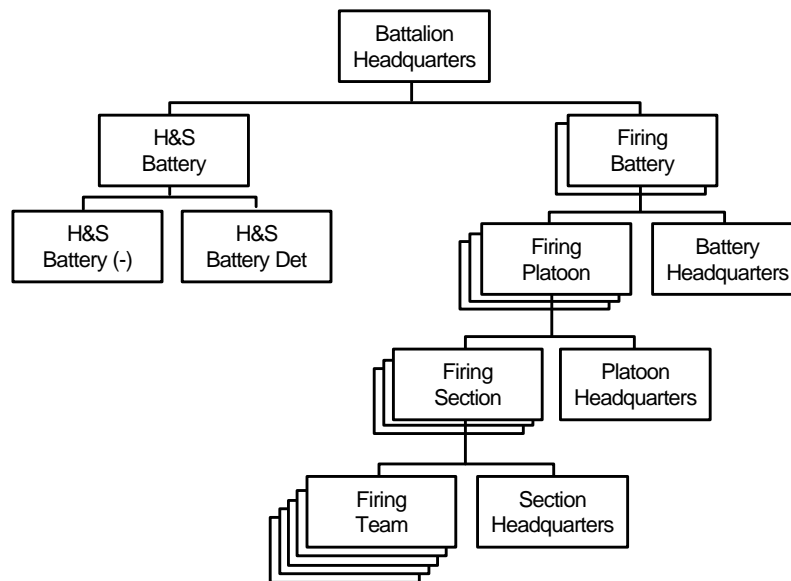 Battalion
Headquarters
H&S
Battery
Firing
Battery
H&S
Battery (-)
H&S
Battery Det
Firing
Platoon
Battery
Headquarters
Firing
Section
Platoon
Headquarters
Firing
Team
Section
Headquarters